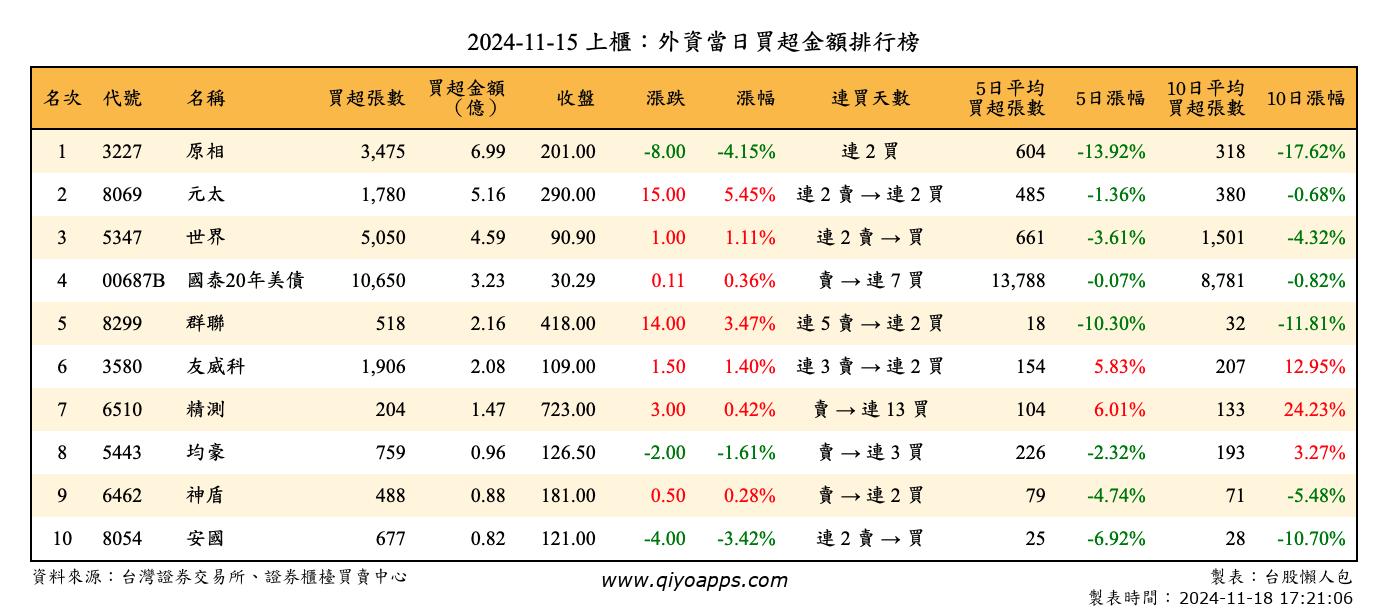 2024-11-15 上櫃：外資當日買超金額排行榜
名次 代號 名稱 買超張數 買超金額（億） 收盤 漲跌 漲幅 連買天數 5日平均買超張數 5日漲幅 10日平均買超張數 10日漲幅
1 3227 原相 3,475 6.99 201.00 -8.00 -4.15% 連 2 買 604 -13.92% 318 -17.62%
2 8069 元太 1,780 5.16 290.00 15.00 5.45% 連 2 賣 → 連 2 買 485 -1.36% 380 -0.68%
3 5347 世界 5,050 4.59 90.90 1.00 1.11% 連 2 賣 → 買 661 -3.61% 1,501 -4.32%
4 00687B 國泰20年美債 10,650 3.23 30.29 0.11 0.36% 賣 → 連 7 買 13,788 -0.07% 8,781 -0.82%
5 8299 群聯 518 2.16 418.00 14.00 3.47% 連 5 賣 → 連 2 買 18 -10.30% 32 -11.81%
6 3580 友威科 1,906 2.08 109.00 1.50 1.40% 連 3 賣 → 連 2 買 154 5.83% 207 12.95%
7 6510 精測 204 1.47 723.00 3.00 0.42% 賣 → 連 13 買 104 6.01% 133 24.23%
8 5443 均豪 759 0.96 126.50 -2.00 -1.61% 賣 → 連 3 買 226 -2.32% 193 3.27%
9 6462 神盾 488 0.88 181.00 0.50 0.28% 賣 → 連 2 買 79 -4.74% 71 -5.48%
10 8054 安國 677 0.82 121.00 -4.00 -3.42% 連 2 賣 → 買 25 -6.92% 28 -10.70%
資料來源：台灣證券交易所、證券櫃檯買賣中心 www.qiyoapps.com 製表：台股懶人包
製表時間：2024-11-18 17:21:06